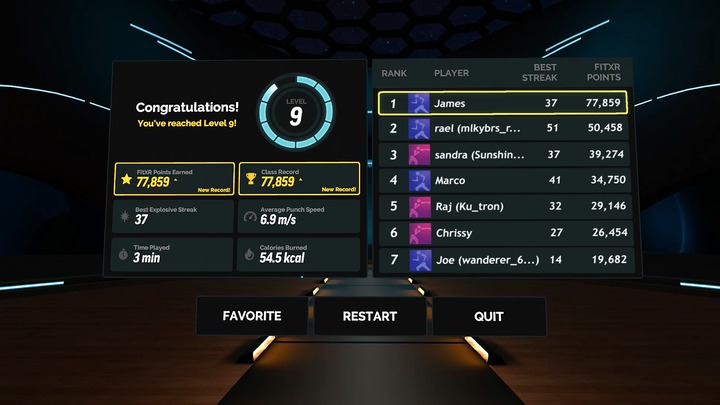 Congratulations!
You've reached Level 9!
LEVEL
9
FitXR Points Earned
77,859
New Record!
Class Record
77,859
New Record!
Best Explosive Streak
37
Average Punch Speed
6.9 m/s
Time Played
3 min
Calories Burned
54.5 kcal
RANK PLAYER BEST STREAK FITXR POINTS
1 James 37 77,859
2 rael (mlkybrs_r... 51 50,458
3 sandra (Sunshin... 37 39,274
4 Marco 41 34,750
5 Raj (Ku_tron) 32 29,146
6 Chrissy 27 26,454
7 Joe (wanderer_6...) 14 19,682
FAVORITE RESTART QUIT